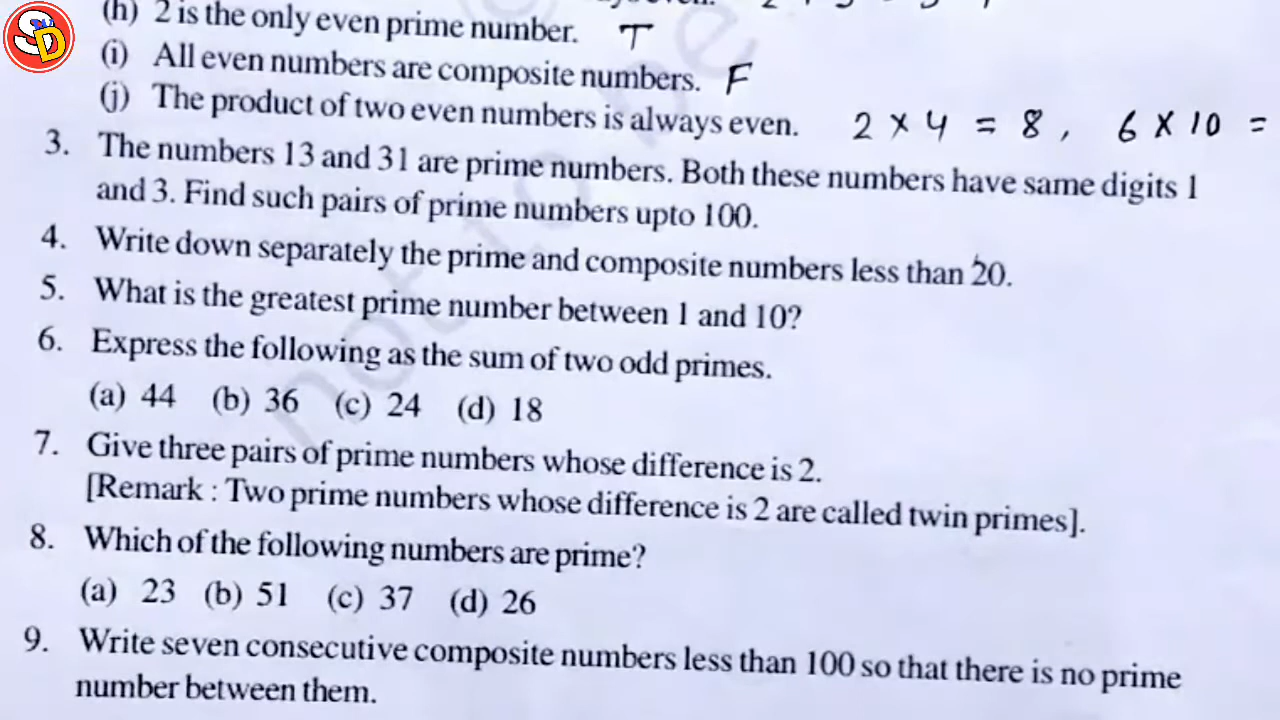 SD
(h) 2 is the only even prime number. T
(i) All even numbers are composite numbers. F
(j) The product of two even numbers is always even. 2 × 4 = 8, 6 × 10 =
3. The numbers 13 and 31 are prime numbers. Both these numbers have same digits 1
and 3. Find such pairs of prime numbers upto 100.
4. Write down separately the prime and composite numbers less than 20.
5. What is the greatest prime number between 1 and 10?
6. Express the following as the sum of two odd primes.
(a) 44 (b) 36 (c) 24 (d) 18
7. Give three pairs of prime numbers whose difference is 2.
[Remark : Two prime numbers whose difference is 2 are called twin primes].
8. Which of the following numbers are prime?
(a) 23 (b) 51 (c) 37 (d) 26
9. Write seven consecutive composite numbers less than 100 so that there is no prime
number between them.
not to be